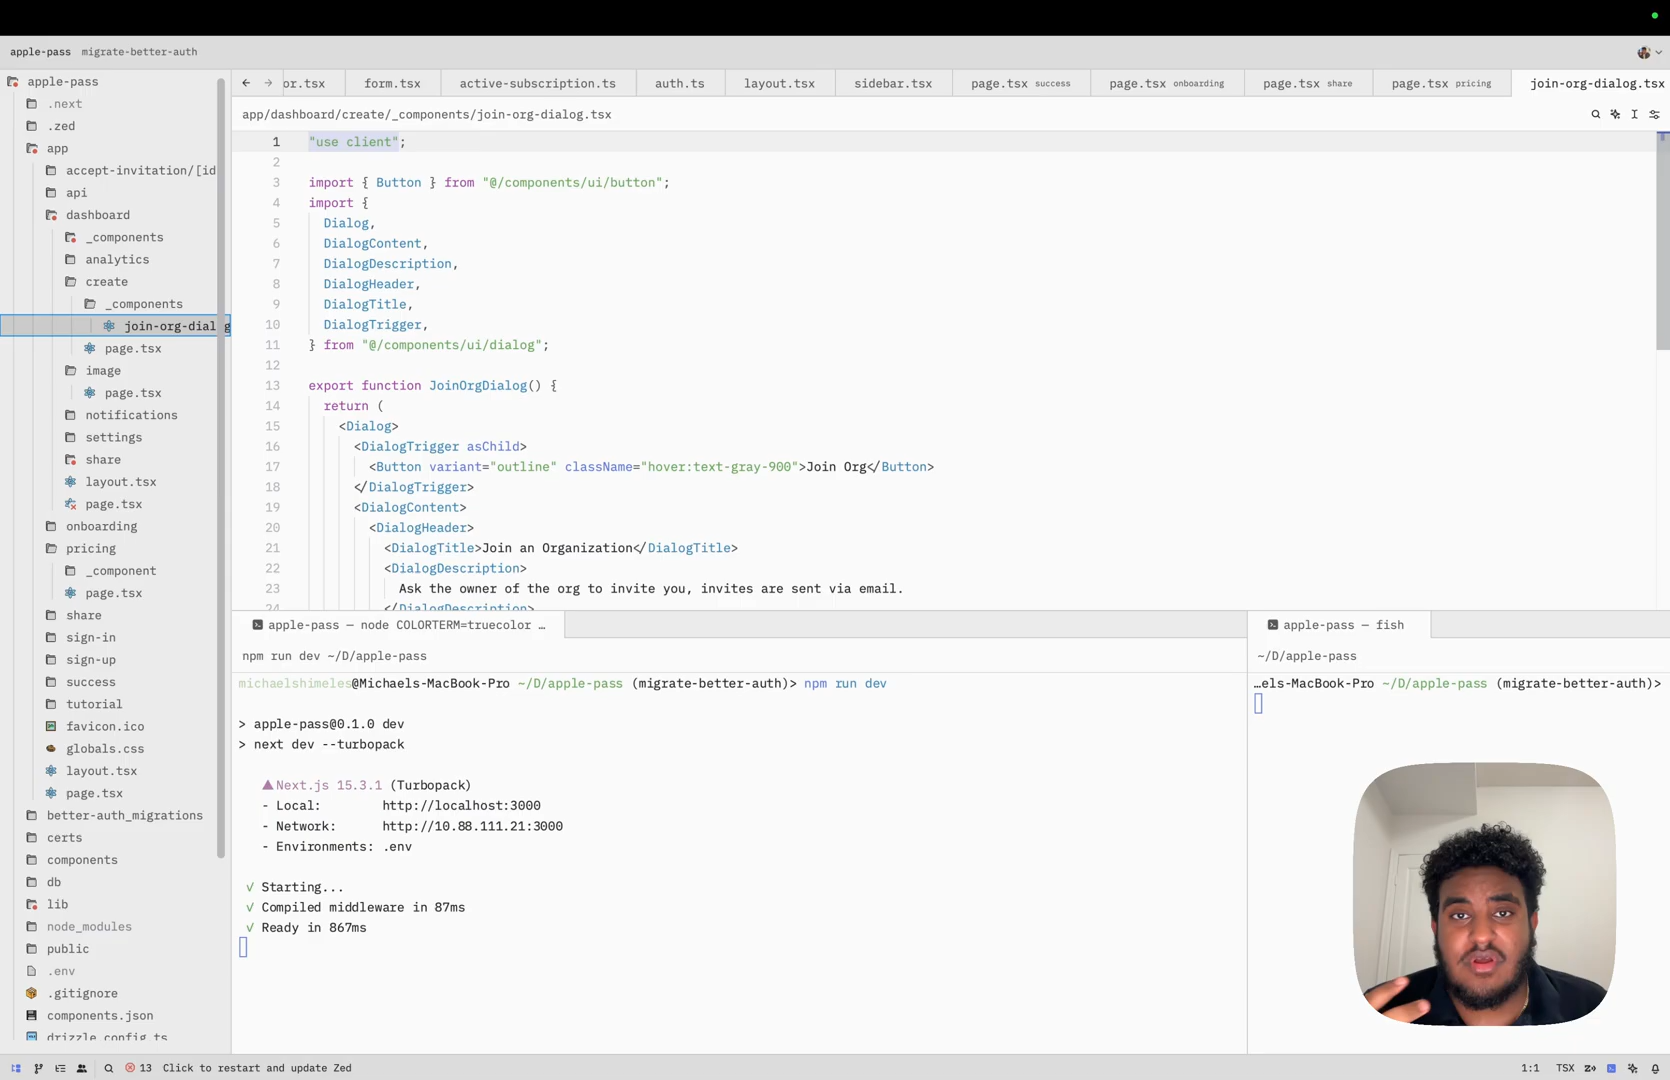 apple-pass migrate-better-auth
apple-pass
.next
.zed
app
accept-invitation/[id
api
dashboard
_components
analytics
create
_components
join-org-dialog
page.tsx
image
page.tsx
notifications
settings
share
layout.tsx
page.tsx
onboarding
pricing
_component
page.tsx
share
sign-in
sign-up
success
tutorial
favicon.ico
globals.css
layout.tsx
page.tsx
better-auth_migrations
certs
components
db
lib
node_modules
public
.env
.gitignore
components.json
drizzle.config.ts
or.tsx form.tsx active-subscription.ts auth.ts layout.tsx sidebar.tsx page.tsx success page.tsx onboarding page.tsx share page.tsx pricing join-org-dialog.tsx
app/dashboard/create/_components/join-org-dialog.tsx
1 "use client";
2
3 import { Button } from "@/components/ui/button";
4 import {
5 Dialog,
6 DialogContent,
7 DialogDescription,
8 DialogHeader,
9 DialogTitle,
10 DialogTrigger,
11 } from "@/components/ui/dialog";
12
13 export function JoinOrgDialog() {
14 return (
15 <Dialog>
16 <DialogTrigger asChild>
17 <Button variant="outline" className="hover:text-gray-900">Join Org</Button>
18 </DialogTrigger>
19 <DialogContent>
20 <DialogHeader>
21 <DialogTitle>Join an Organization</DialogTitle>
22 <DialogDescription>
23 Ask the owner of the org to invite you, invites are sent via email.
24 </DialogDescription>
apple-pass — node COLORTERM=truecolor …
npm run dev ~/D/apple-pass
michaelshimeles@Michaels-MacBook-Pro ~/D/apple-pass (migrate-better-auth)> npm run dev
> apple-pass@0.1.0 dev
> next dev --turbopack
▲Next.js 15.3.1 (Turbopack)
- Local: http://localhost:3000
- Network: http://10.88.111.21:3000
- Environments: .env
✓ Starting...
✓ Compiled middleware in 87ms
✓ Ready in 867ms
apple-pass — fish
~/D/apple-pass
…els-MacBook-Pro ~/D/apple-pass (migrate-better-auth)>
13 Click to restart and update Zed
1:1 TSX